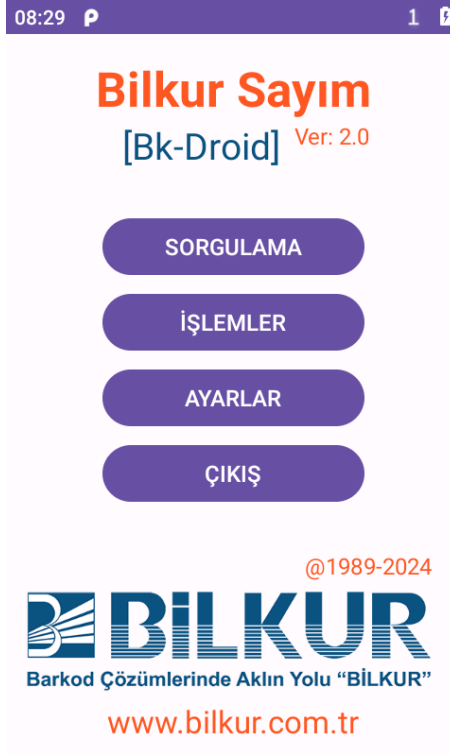 08:29 P 1
Bilkur Sayım
[Bk-Droid] Ver: 2.0
SORGULAMA
İŞLEMLER
AYARLAR
ÇIKIŞ
@1989-2024
BİLKUR
Barkod Çözümlerinde Aklın Yolu “BİLKUR”
www.bilkur.com.tr